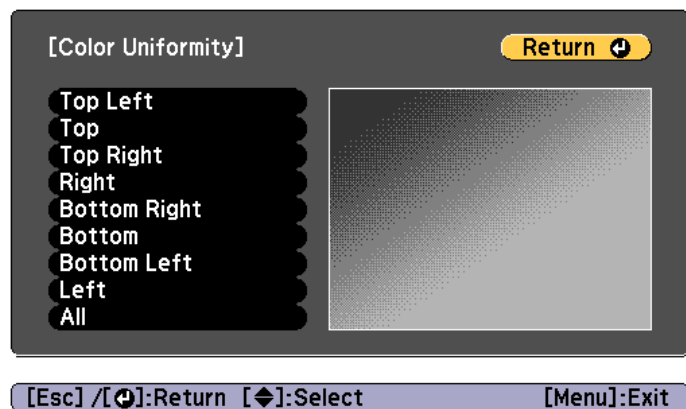 [Color Uniformity]
Return
Top Left
Top
Top Right
Right
Bottom Right
Bottom
Bottom Left
Left
All
[Esc] /[ ]:Return [ ]:Select [Menu]:Exit